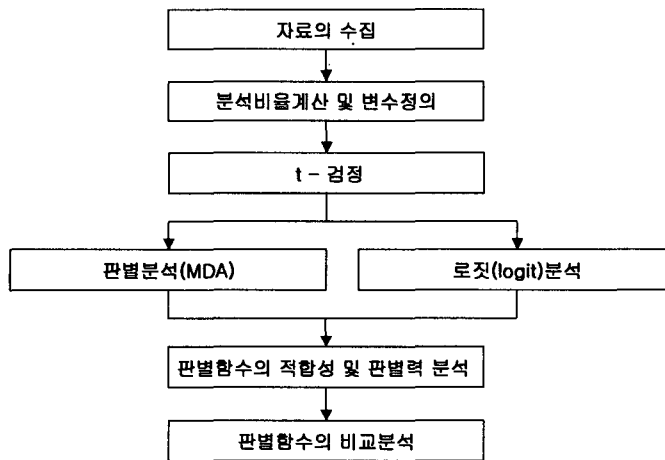 자료의 수집
분석비율계산 및 변수정의
t - 검정
판별분석(MDA)
로짓(logit)분석
판별함수의 적합성 및 판별력 분석
판별함수의 비교분석